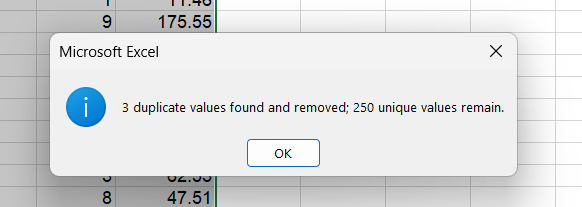 9 175.55
Microsoft Excel
3 duplicate values found and removed; 250 unique values remain.
OK
8 47.51